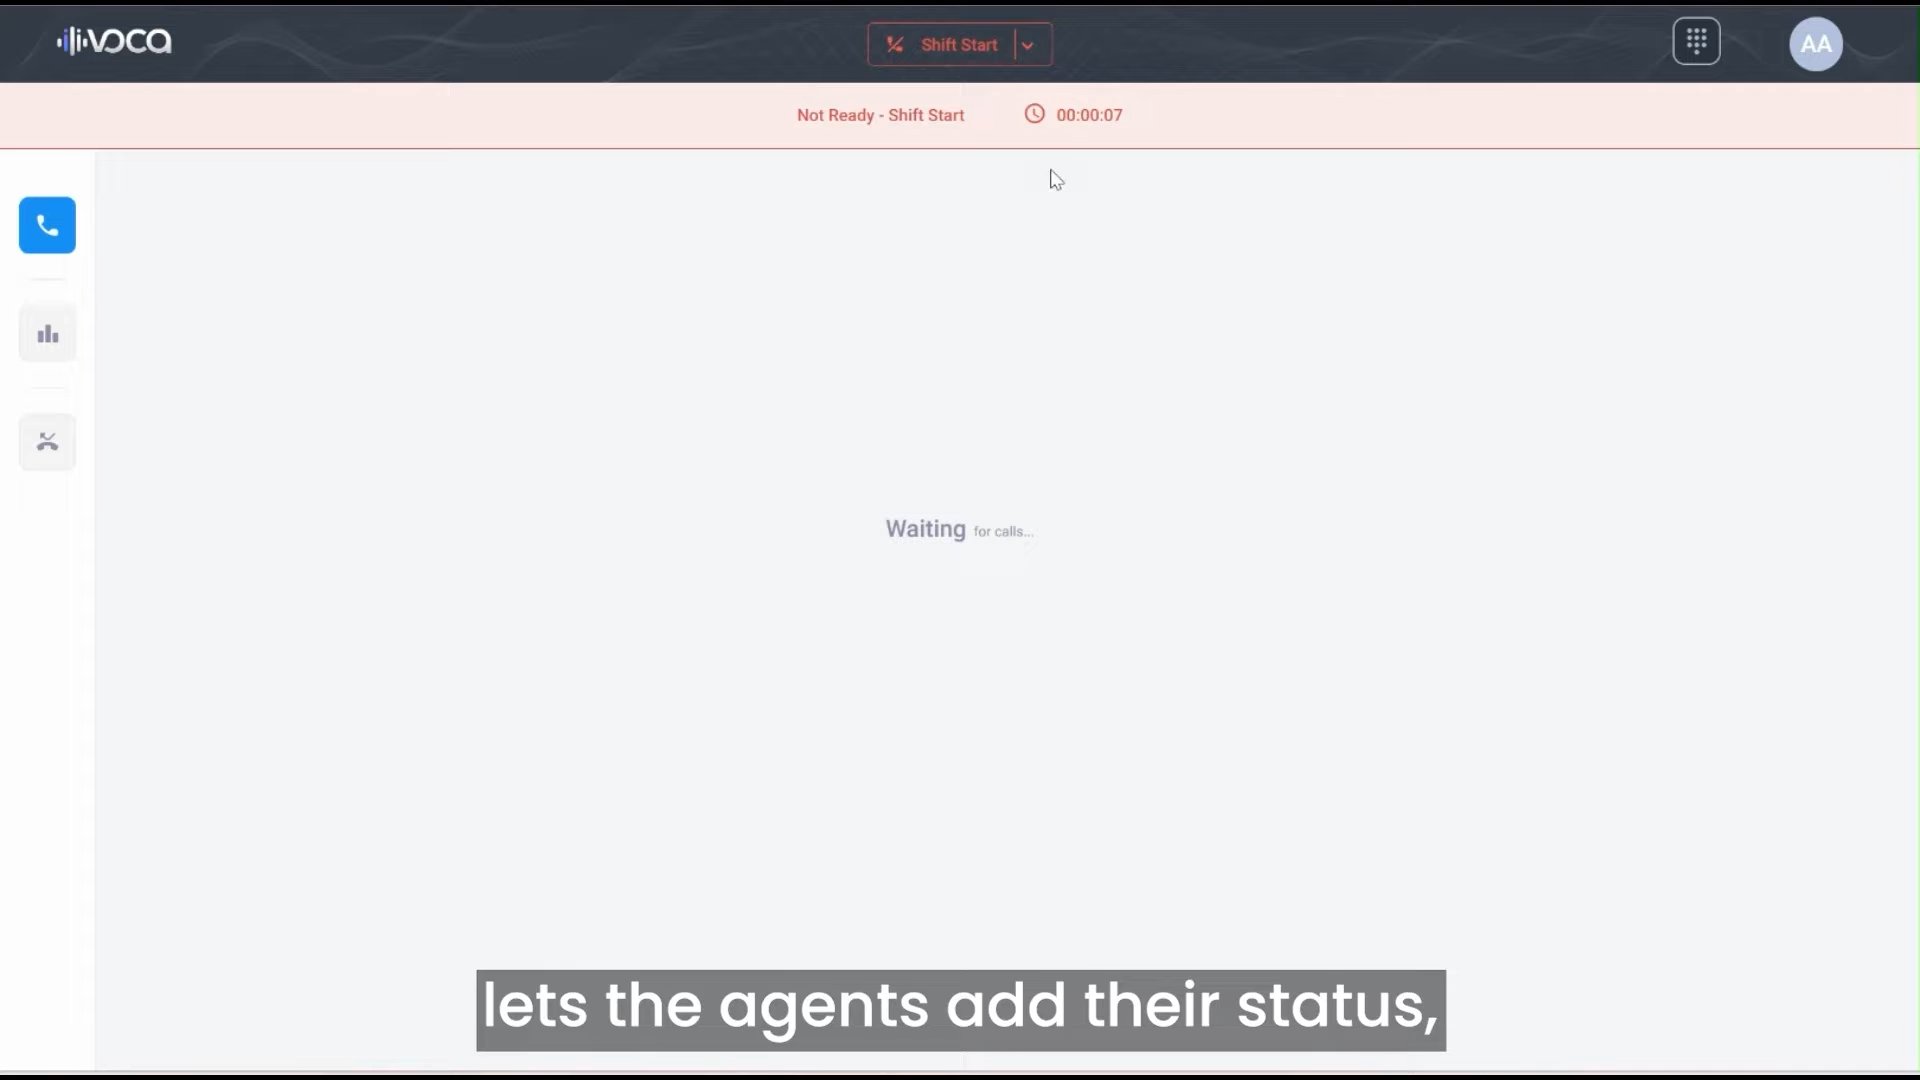 VOCA
Shift Start
AA
Not Ready - Shift Start
00:00:07
Waiting for calls...
lets the agents add their status,